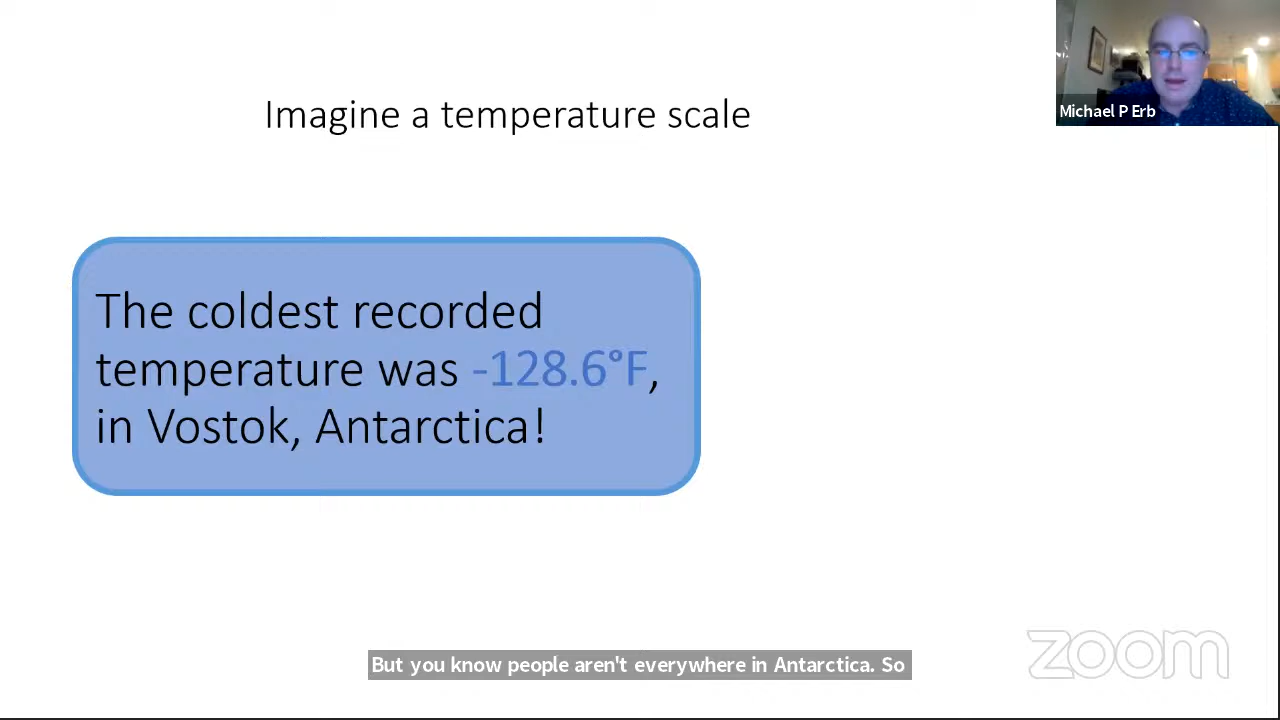 Imagine a temperature scale
Michael P Erb
The coldest recorded
temperature was -128.6°F,
in Vostok, Antarctica!
But you know people aren't everywhere in Antarctica. So
zoom